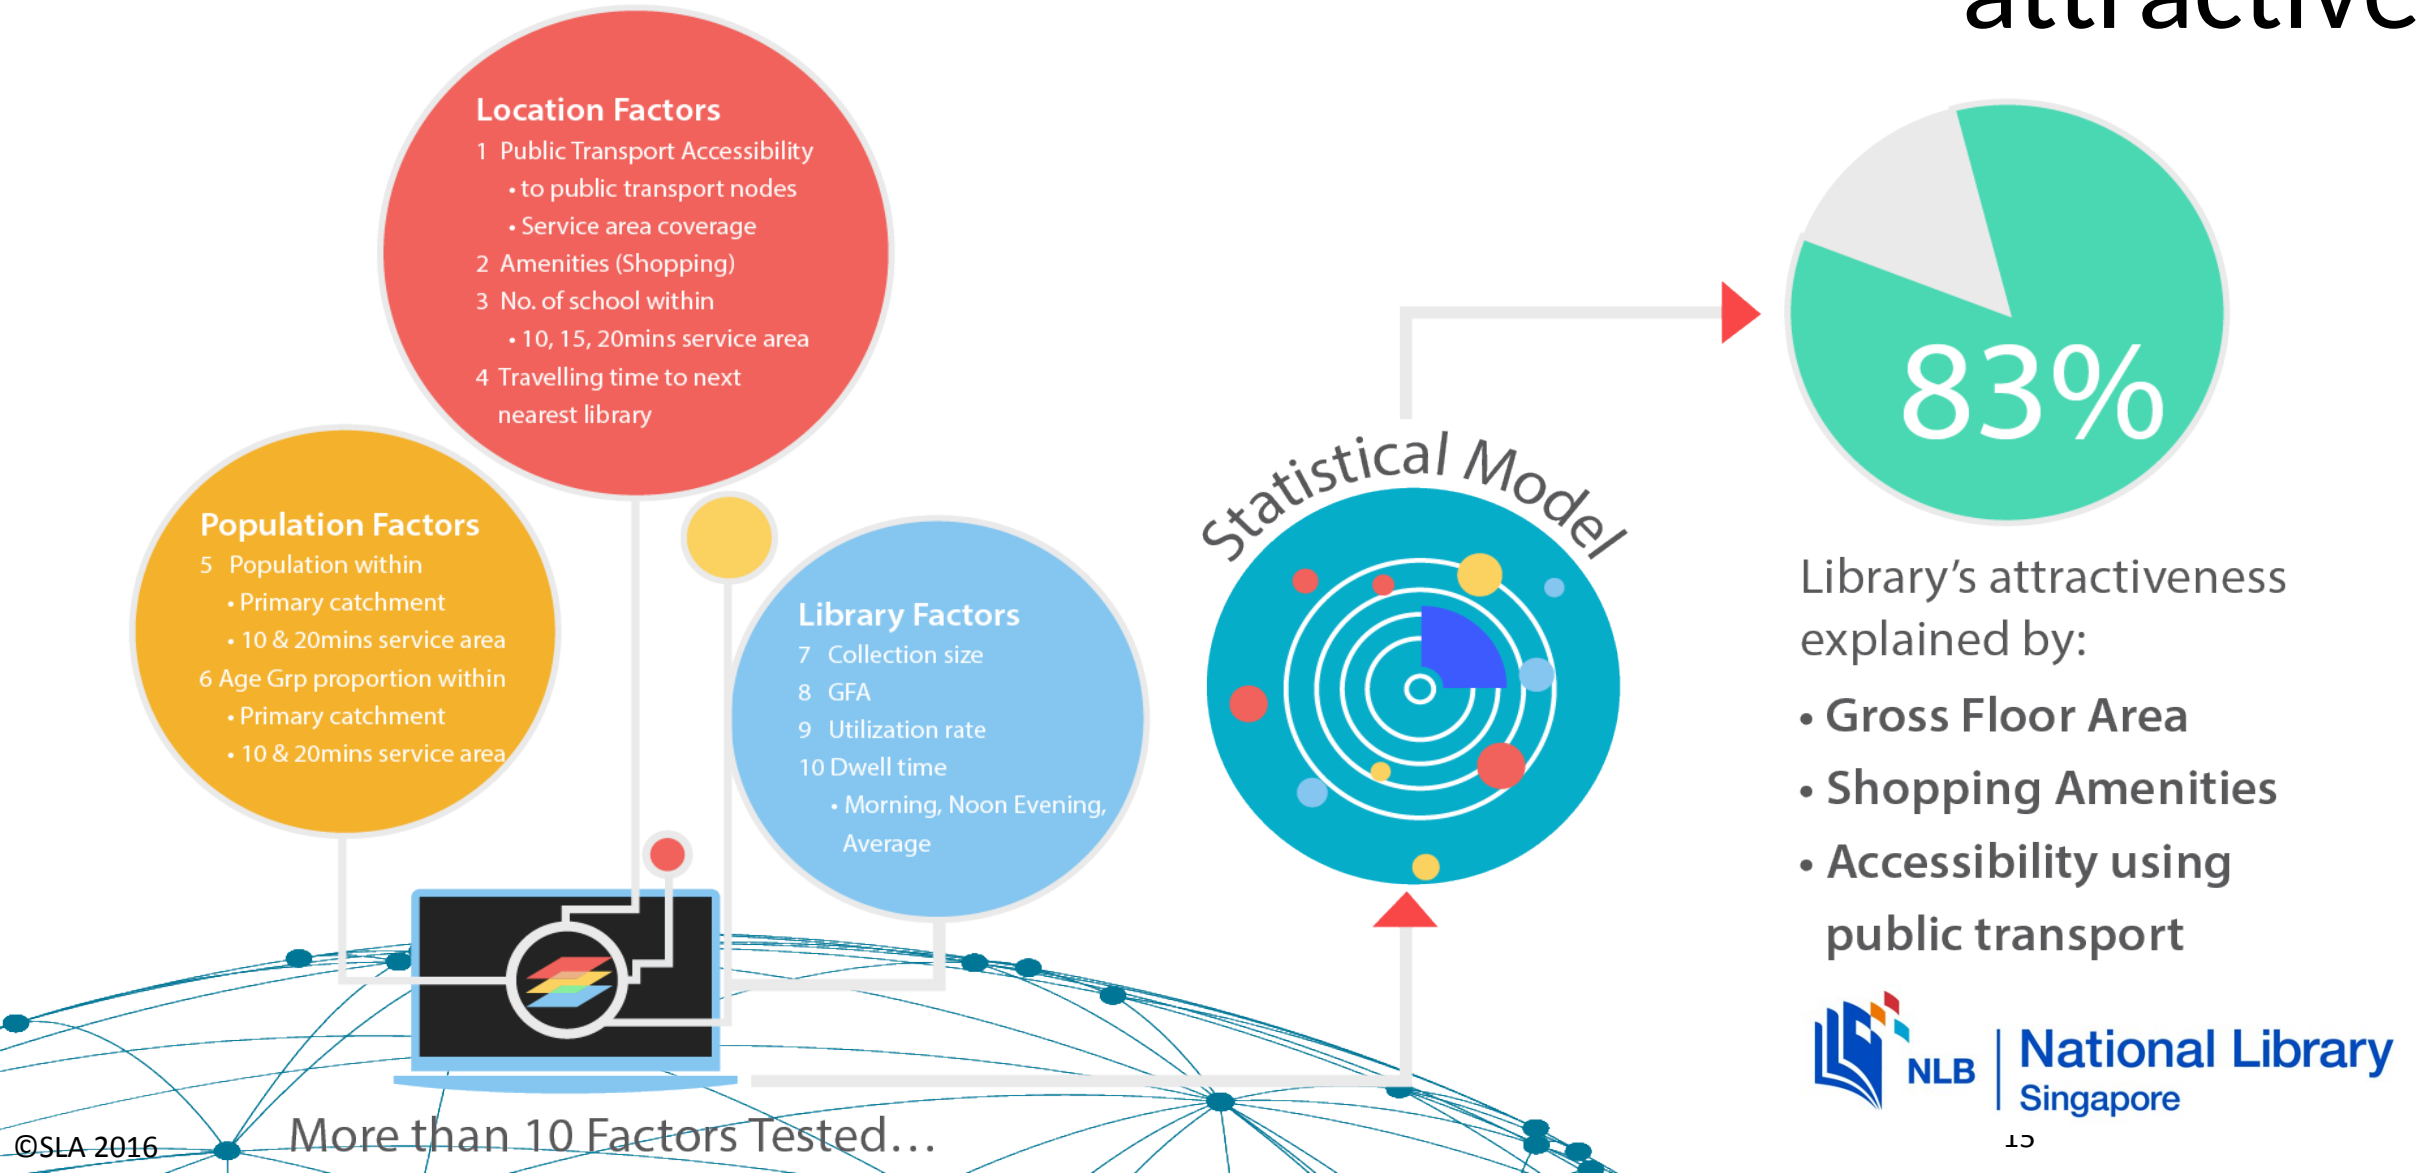 attractive
Location Factors
1 Public Transport Accessibility
• to public transport nodes
• Service area coverage
2 Amenities (Shopping)
3 No. of school within
• 10, 15, 20mins service area
4 Travelling time to next
nearest library
Population Factors
5 Population within
• Primary catchment
• 10 & 20mins service area
6 Age Grp proportion within
• Primary catchment
• 10 & 20mins service area
Library Factors
7 Collection size
8 GFA
9 Utilization rate
10 Dwell time
• Morning, Noon Evening,
Average
More than 10 Factors Tested...
Statistical Model
83%
Library's attractiveness
explained by:
• Gross Floor Area
• Shopping Amenities
• Accessibility using
public transport
NLB
National Library
Singapore
©SLA 2016
15